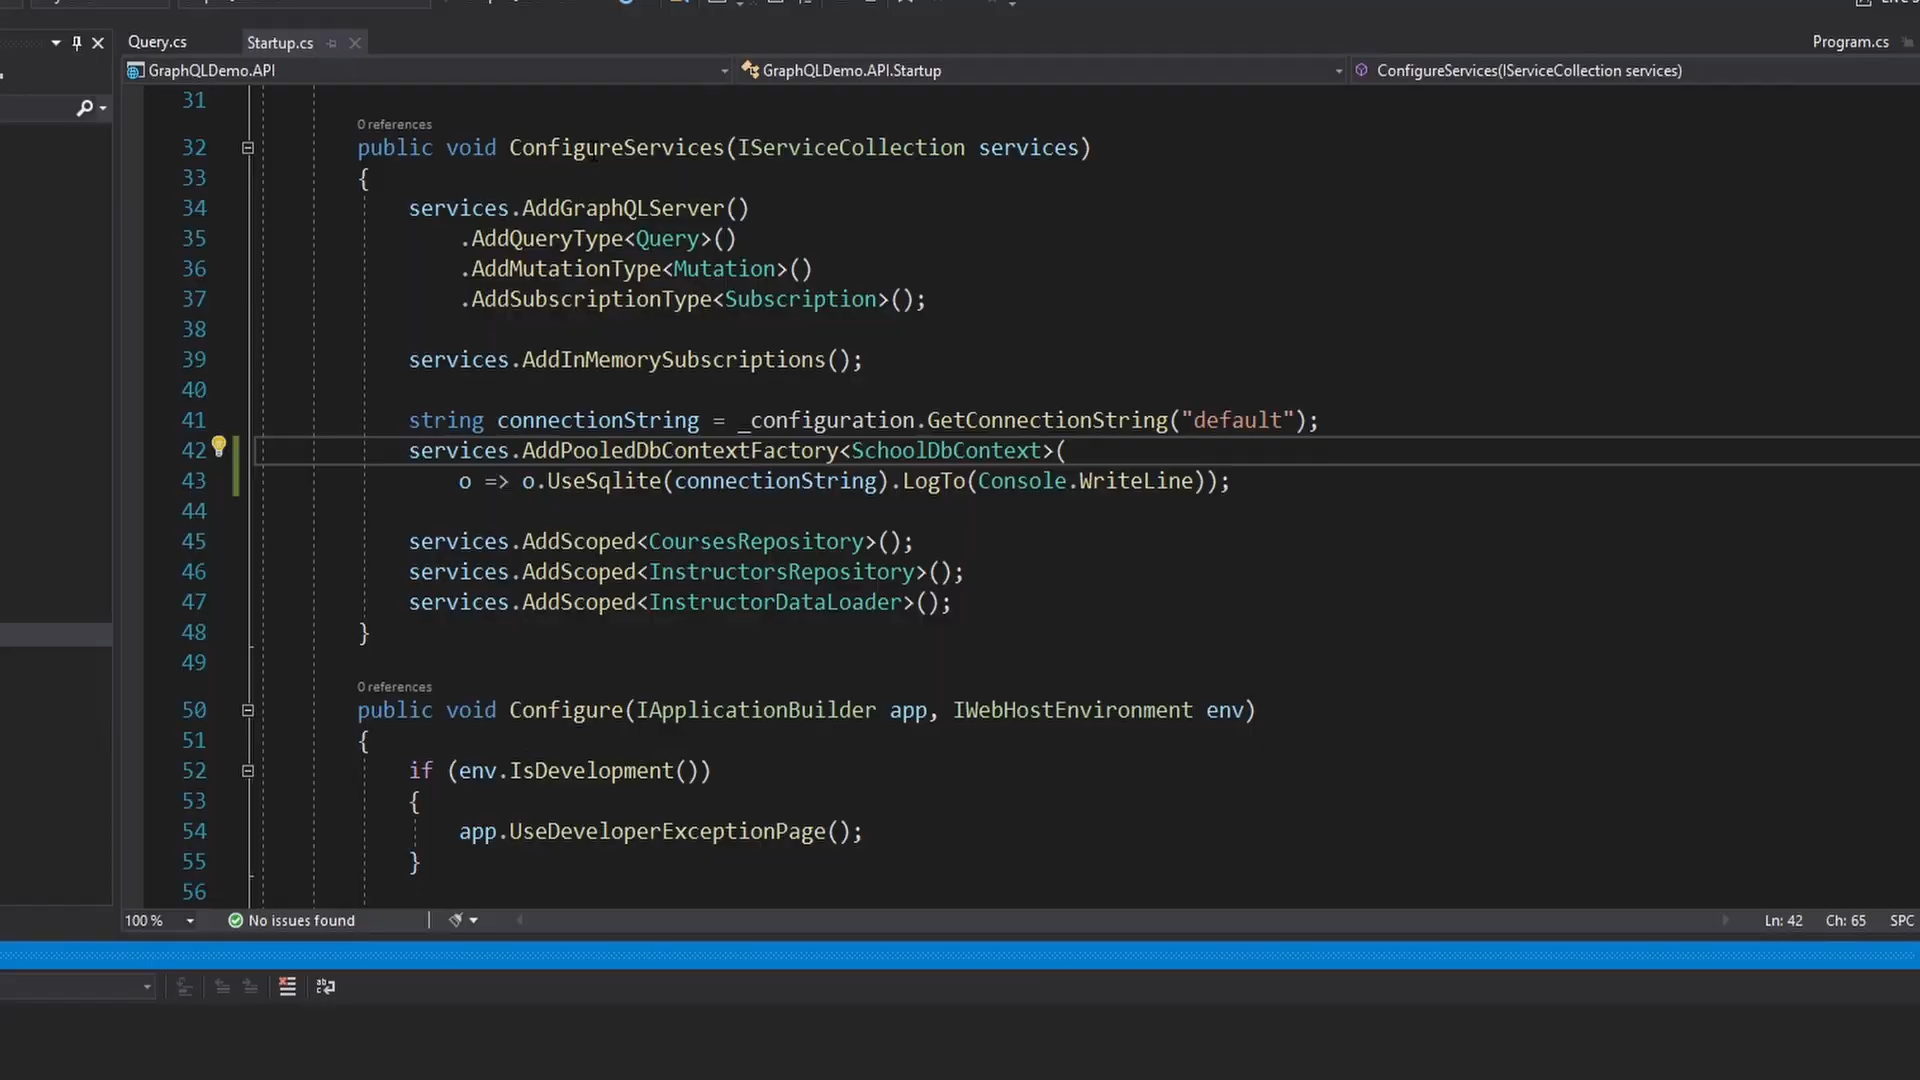 Query.cs
Startup.cs
Program.cs
GraphQLDemo.API
GraphQLDemo.API.Startup
ConfigureServices(IServiceCollection services)
31
0 references
32 public void ConfigureServices(IServiceCollection services)
33 {
34 services.AddGraphQLServer()
35 .AddQueryType<Query>()
36 .AddMutationType<Mutation>()
37 .AddSubscriptionType<Subscription>();
38
39 services.AddInMemorySubscriptions();
40
41 string connectionString = _configuration.GetConnectionString("default");
42 services.AddPooledDbContextFactory<SchoolDbContext>(
43 o => o.UseSqlite(connectionString).LogTo(Console.WriteLine));
44
45 services.AddScoped<CoursesRepository>();
46 services.AddScoped<InstructorsRepository>();
47 services.AddScoped<InstructorDataLoader>();
48 }
49
0 references
50 public void Configure(IApplicationBuilder app, IWebHostEnvironment env)
51 {
52 if (env.IsDevelopment())
53 {
54 app.UseDeveloperExceptionPage();
55 }
56
100 %
No issues found
Ln: 42 Ch: 65 SPC